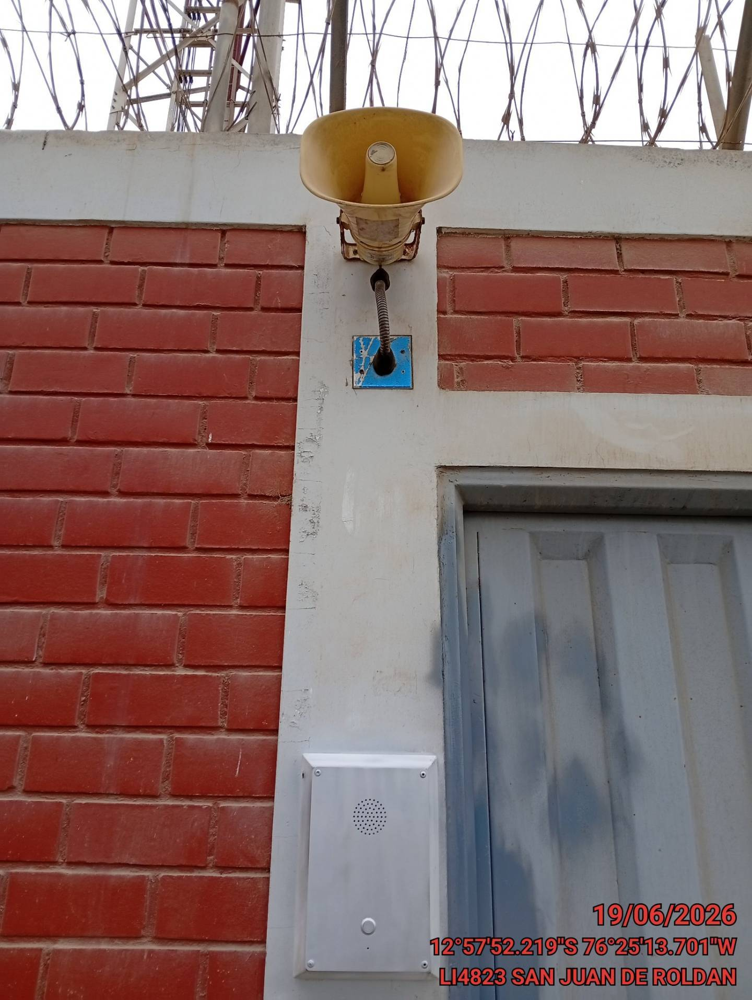 19/06/2026
12°57'52.219"S 76°25'13.701"W
LI4823 SAN JUAN DE ROLDAN